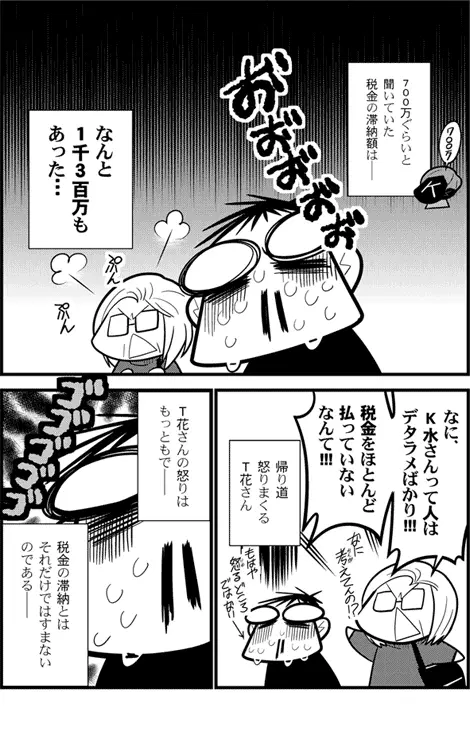 700万ぐらいと
聞いていた
税金の滞納額は──
700万
K
おおおおおお
なんと
1千3百万も
あった…
ぷん
ぷん
なに、
K水さんって人は
デタラメばかり!!!
税金をほとんど
払っていない
なんて!!!
なに
考えてんの!?
帰り道
怒りまくる
T花さん
もはや
怒るどころ
ではない
T花さんの怒りは
もっともで──
ゴゴゴゴゴ
税金の滞納とは
それだけではすまない
のである